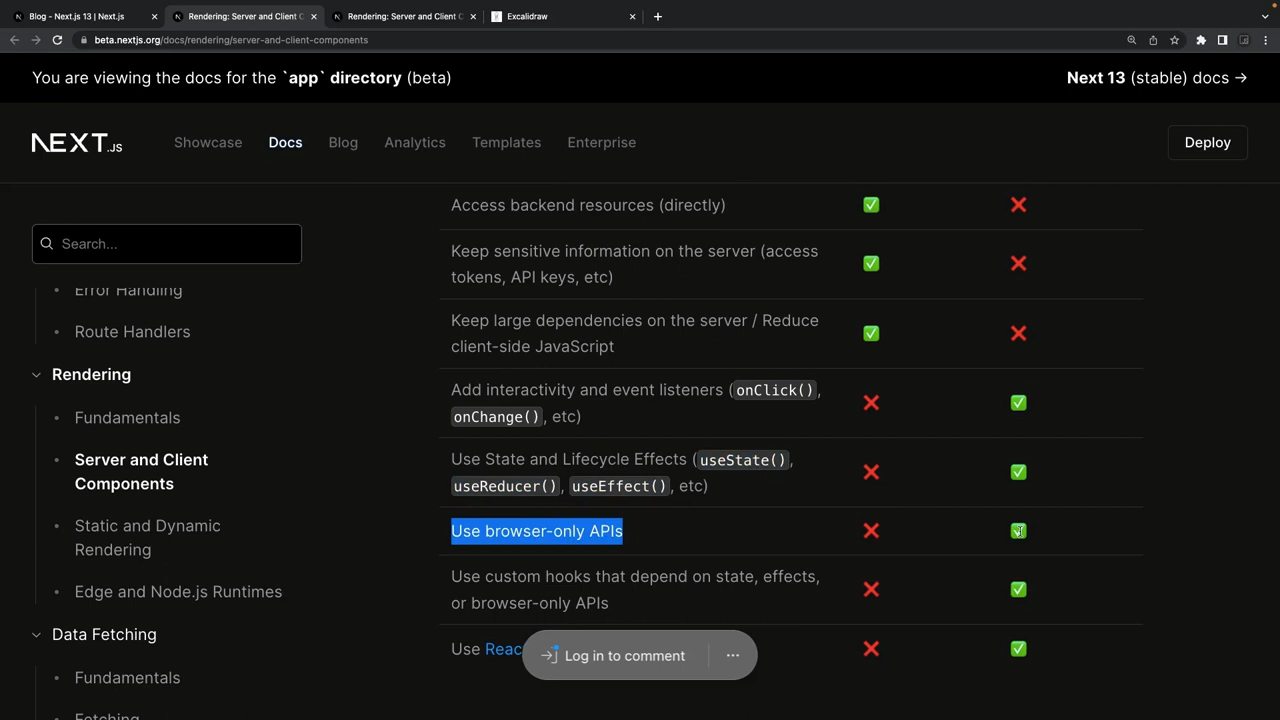 Blog - Next.js 13 | Next.js
Rendering: Server and Client C
Rendering: Server and Client C
Excalidraw
beta.nextjs.org/docs/rendering/server-and-client-components
You are viewing the docs for the `app` directory (beta)
Next 13 (stable) docs →
NEXT.JS
Showcase
Docs
Blog
Analytics
Templates
Enterprise
Deploy
Search...
Error Handling
Route Handlers
Rendering
Fundamentals
Server and Client
Components
Static and Dynamic
Rendering
Edge and Node.js Runtimes
Data Fetching
Fundamentals
Fetching
Access backend resources (directly) ✅ ❌
Keep sensitive information on the server (access
tokens, API keys, etc) ✅ ❌
Keep large dependencies on the server / Reduce
client-side JavaScript ✅ ❌
Add interactivity and event listeners (onClick(),
onChange(), etc) ❌ ✅
Use State and Lifecycle Effects (useState(),
useReducer(), useEffect(), etc) ❌ ✅
Use browser-only APIs ❌ ✅
Use custom hooks that depend on state, effects,
or browser-only APIs ❌ ✅
Use Reac ❌ ✅
Log in to comment